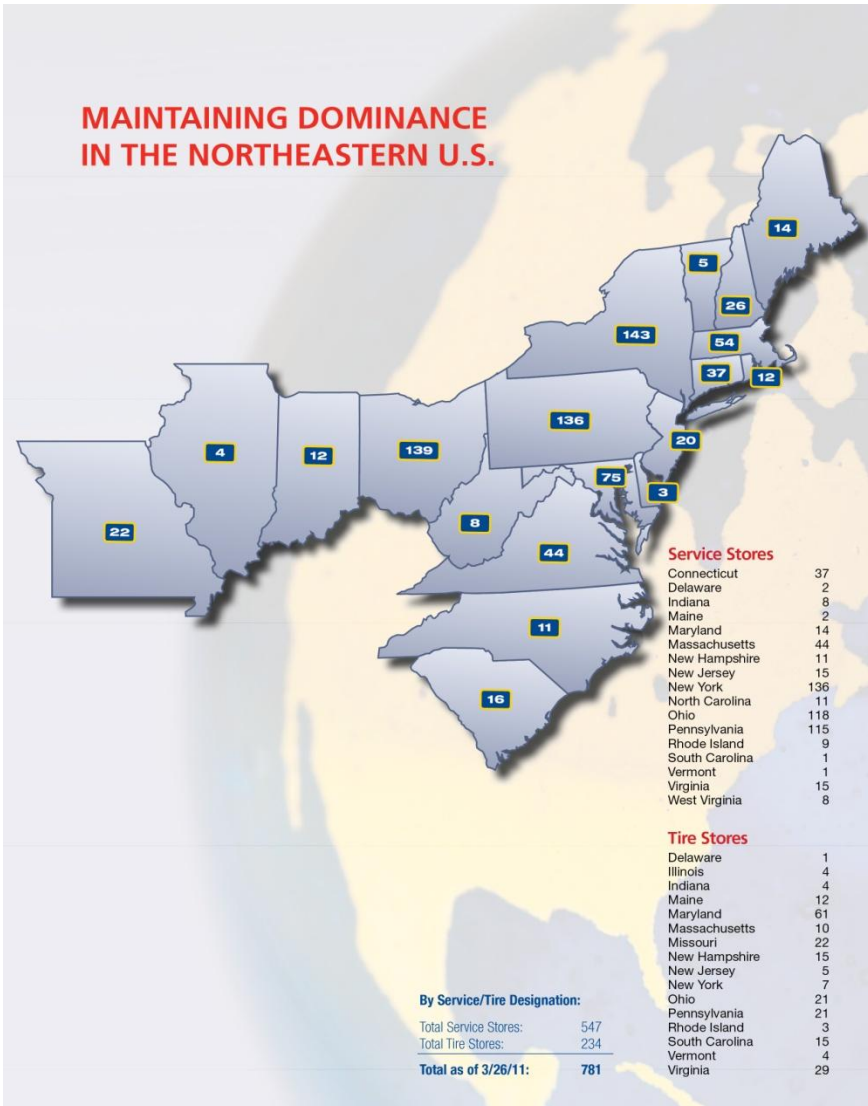 MAINTAINING DOMINANCE
IN THE NORTHEASTERN U.S.
14
5
26
143
54
37
12
136
20
4
12
139
75
3
22
8
44
11
16
Service Stores
Connecticut 37
Delaware 2
Indiana 8
Maine 2
Maryland 14
Massachusetts 44
New Hampshire 11
New Jersey 15
New York 136
North Carolina 11
Ohio 118
Pennsylvania 115
Rhode Island 9
South Carolina 1
Vermont 1
Virginia 15
West Virginia 8
Tire Stores
Delaware 1
Illinois 4
Indiana 4
Maine 12
Maryland 61
Massachusetts 10
Missouri 22
New Hampshire 15
New Jersey 5
New York 7
Ohio 21
Pennsylvania 21
Rhode Island 3
South Carolina 15
Vermont 4
Virginia 29
By Service/Tire Designation:
Total Service Stores: 547
Total Tire Stores: 234
Total as of 3/26/11: 781